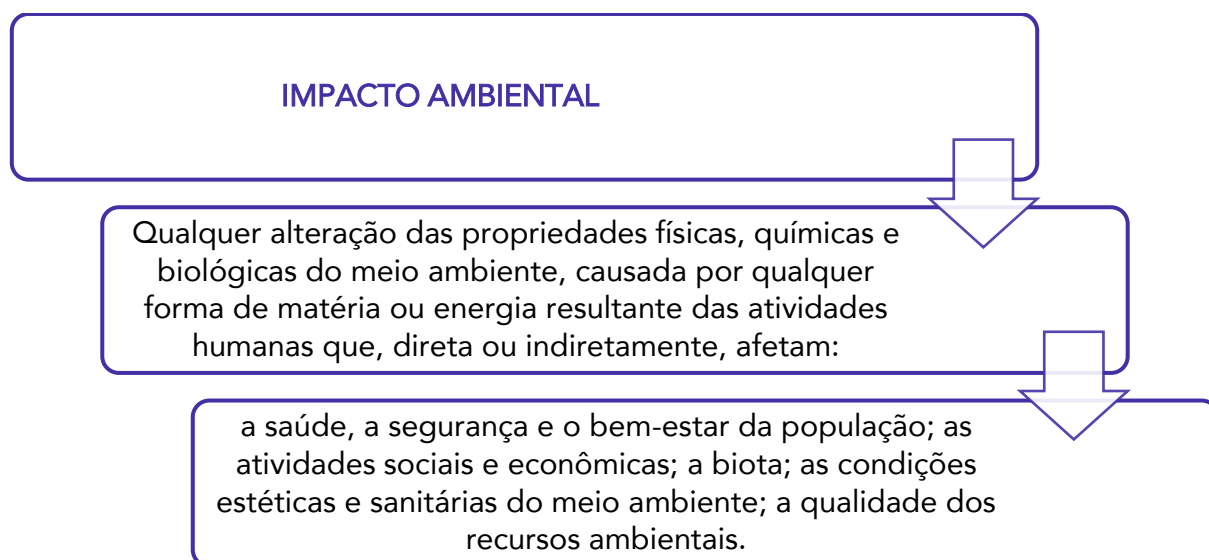 IMPACTO AMBIENTAL
Qualquer alteração das propriedades físicas, químicas e
biológicas do meio ambiente, causada por qualquer
forma de matéria ou energia resultante das atividades
humanas que, direta ou indiretamente, afetam:
a saúde, a segurança e o bem-estar da população; as
atividades sociais e econômicas; a biota; as condições
estéticas e sanitárias do meio ambiente; a qualidade dos
recursos ambientais.